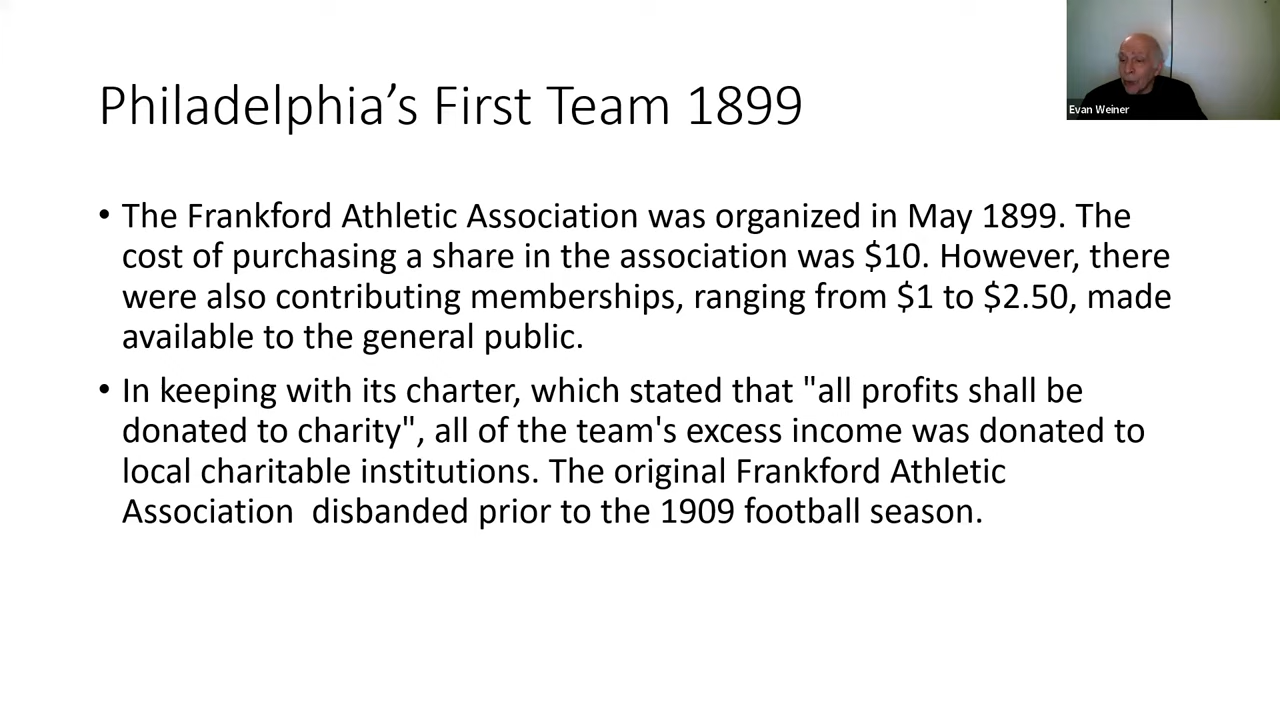 Philadelphia's First Team 1899
Evan Weiner
• The Frankford Athletic Association was organized in May 1899. The
cost of purchasing a share in the association was $10. However, there
were also contributing memberships, ranging from $1 to $2.50, made
available to the general public.
• In keeping with its charter, which stated that "all profits shall be
donated to charity", all of the team's excess income was donated to
local charitable institutions. The original Frankford Athletic
Association  disbanded prior to the 1909 football season.